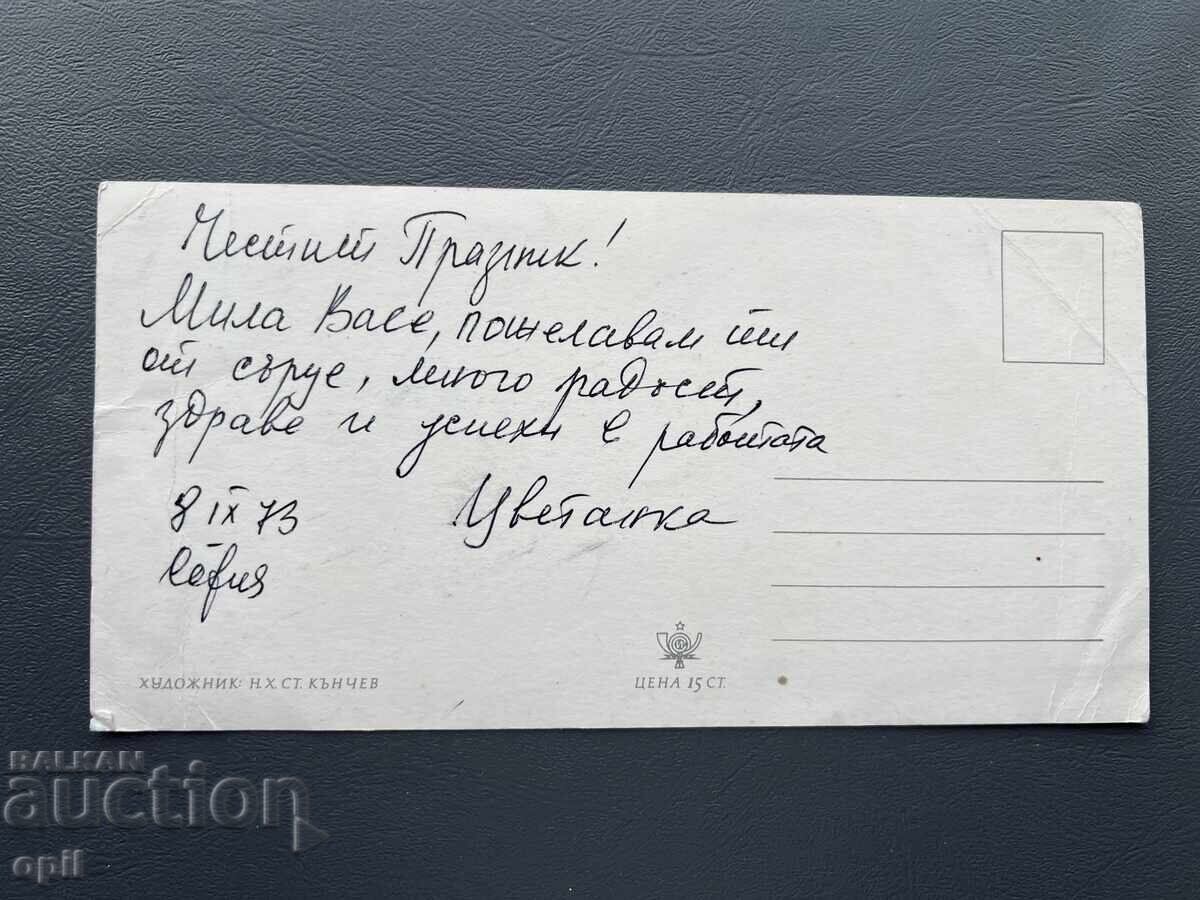 Честит Празник!
Мила Васе, пожелавам ти
от сърце, много радост,
здраве и успехи в работата
8 IX 73
Цветанка
София
ХУДОЖНИК: Н.Х. СТ. КЪНЧЕВ
ЦЕНА 15 СТ.
BALKAN
auction
opil